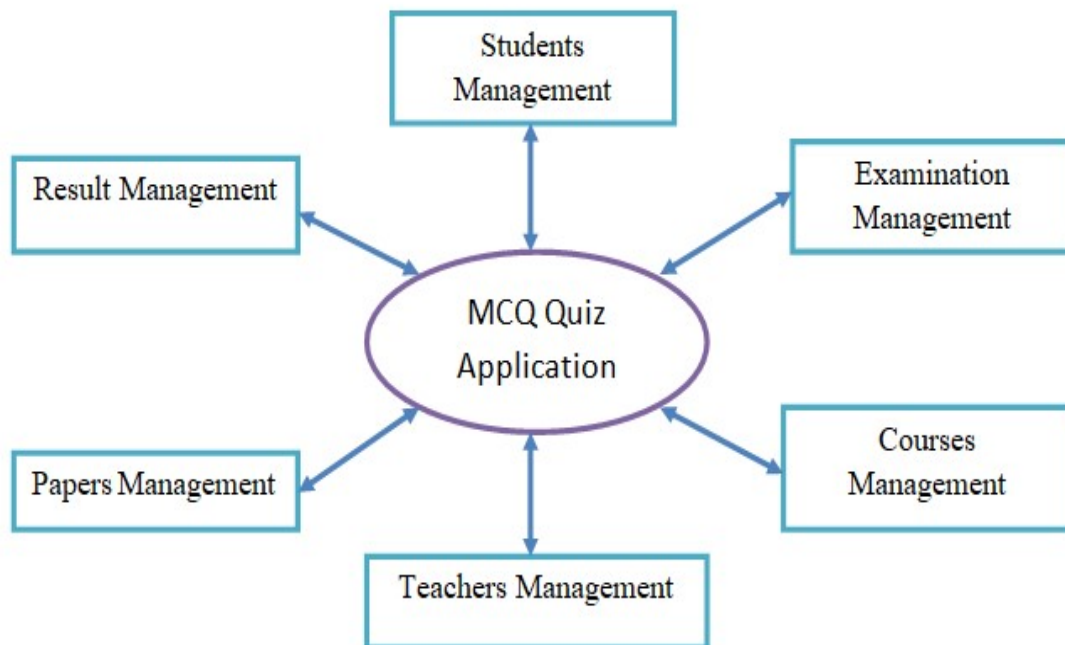 Students
Management
Result Management
Examination
Management
MCQ Quiz
Application
Papers Management
Courses
Management
Teachers Management